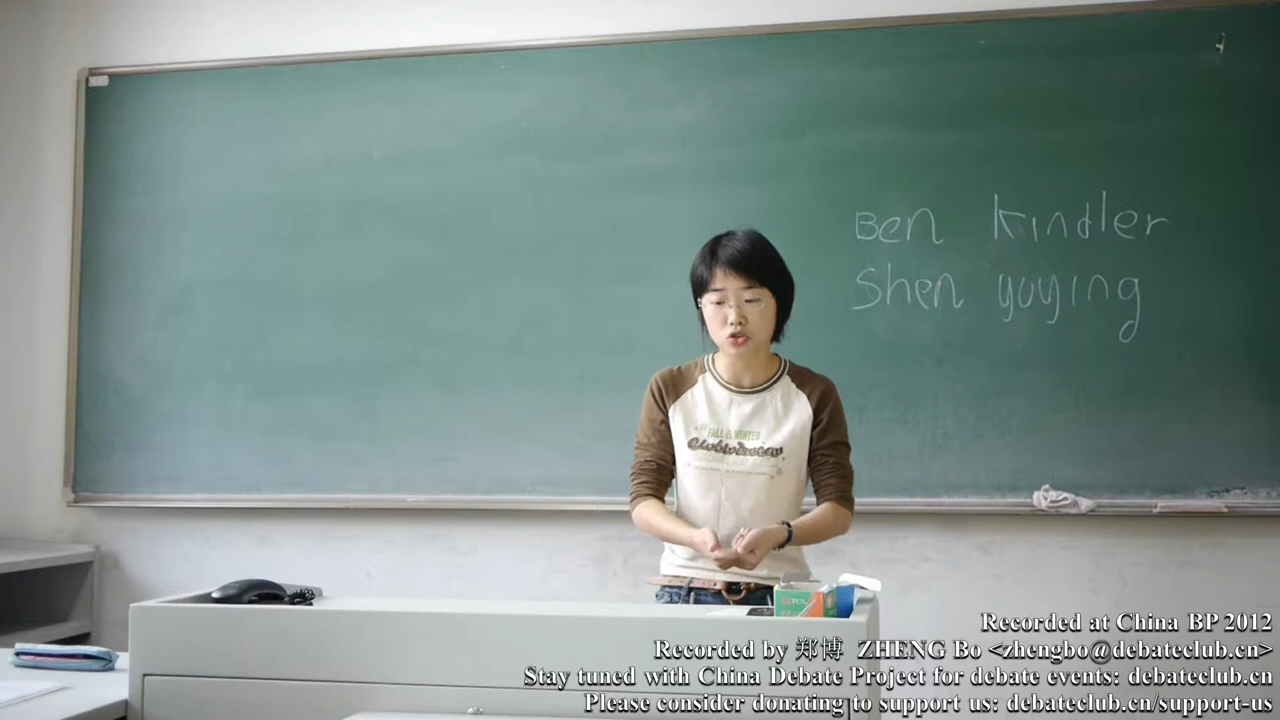 Ben Kindler
Shen yuying
FALL & WINTER
Recorded at China BP 2012
Recorded by 郑博 ZHENG Bo <zhengbo@debateclub.cn>
Stay tuned with China Debate Project for debate events: debateclub.cn
Please consider donating to support us: debateclub.cn/support-us